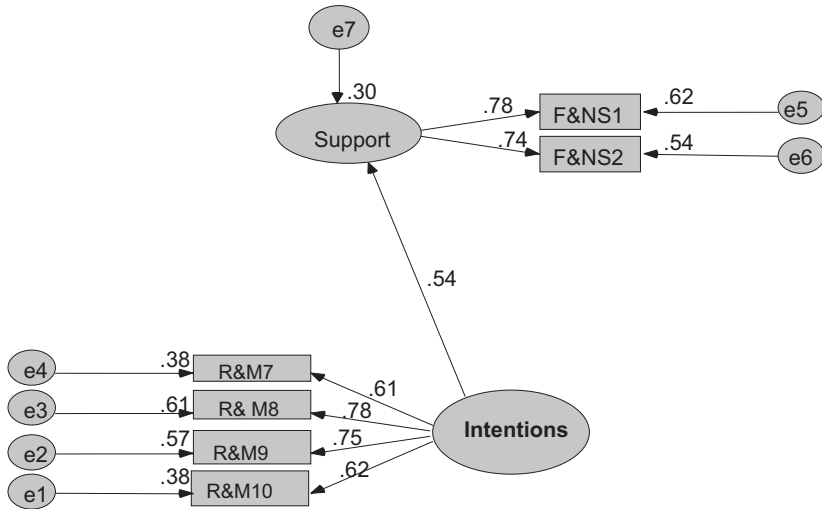 e7
.30
Support
.78
F&NS1
.62
e5
.74
F&NS2
.54
e6
.54
e4
.38
R&M7
.61
e3
.61
R& M8
.78
Intentions
e2
.57
R&M9
.75
e1
.38
R&M10
.62